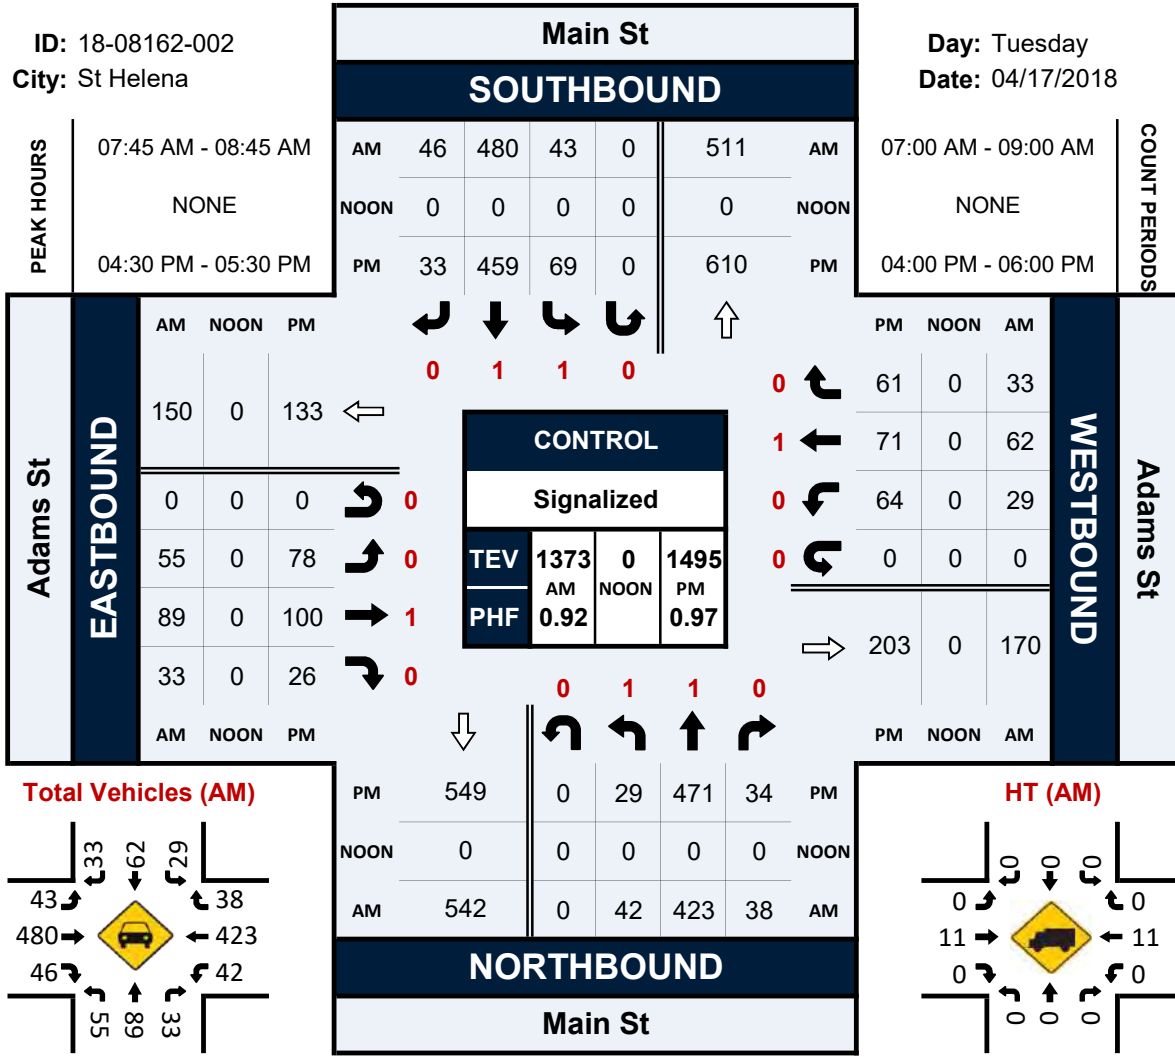 ID: 18-08162-002
City: St Helena
Main St
SOUTHBOUND
Day: Tuesday
Date: 04/17/2018
PEAK HOURS
07:45 AM - 08:45 AM
NONE
04:30 PM - 05:30 PM
AM 46 480 43 0 511 AM
NOON 0 0 0 0 0 NOON
PM 33 459 69 0 610 PM
07:00 AM - 09:00 AM
NONE
04:00 PM - 06:00 PM
COUNT PERIODS
0 1 1 0
Adams St
EASTBOUND
AM NOON PM
150 0 133
0 0 0 0
55 0 78 0
89 0 100 1
33 0 26 0
AM NOON PM
CONTROL
Signalized
TEV 1373 0 1495
AM NOON PM
PHF 0.92 0.97
PM NOON AM
0 61 0 33
1 71 0 62
0 64 0 29
0 0 0 0
203 0 170
PM NOON AM
WESTBOUND
Adams St
0 1 1 0
PM 549 0 29 471 34 PM
NOON 0 0 0 0 0 NOON
AM 542 0 42 423 38 AM
NORTHBOUND
Main St
Total Vehicles (AM)
33 62 29
43 38
480 423
46 42
55 89 33
HT (AM)
0 0 0
0 0
11 11
0 0
0 0 0